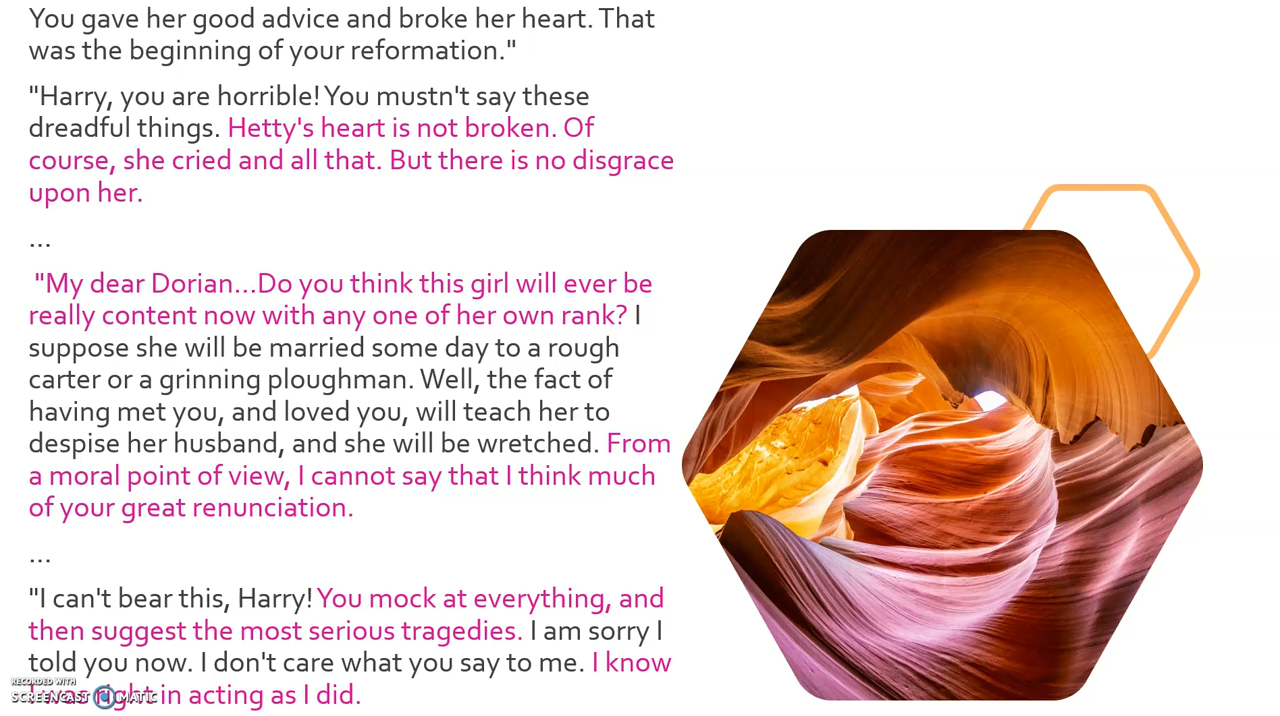 You gave her good advice and broke her heart. That
was the beginning of your reformation."
"Harry, you are horrible! You mustn't say these
dreadful things. Hetty's heart is not broken. Of
course, she cried and all that. But there is no disgrace
upon her.
...
"My dear Dorian...Do you think this girl will ever be
really content now with any one of her own rank? I
suppose she will be married some day to a rough
carter or a grinning ploughman. Well, the fact of
having met you, and loved you, will teach her to
despise her husband, and she will be wretched. From
a moral point of view, I cannot say that I think much
of your great renunciation.
...
"I can't bear this, Harry! You mock at everything, and
then suggest the most serious tragedies. I am sorry I
told you now. I don't care what you say to me. I know
I was right in acting as I did.
RECORDED WITH
SCREENCAST MATIC